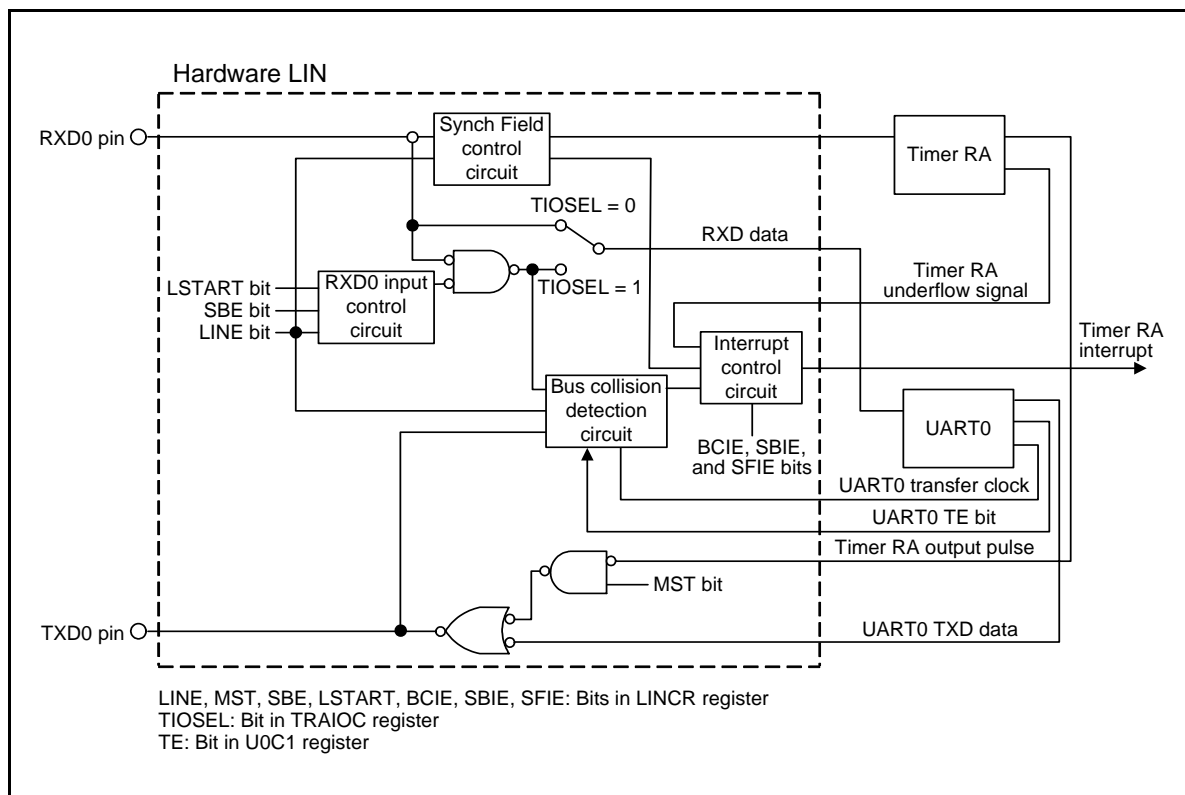 Hardware LIN
RXD0 pin
Synch Field
control
circuit
Timer RA
TIOSEL = 0
RXD data
LSTART bit
SBE bit
LINE bit
RXD0 input
control
circuit
TIOSEL = 1
Timer RA
underflow signal
Interrupt
control
circuit
Timer RA
interrupt
Bus collision
detection
circuit
BCIE, SBIE,
and SFIE bits
UART0
UART0 transfer clock
UART0 TE bit
Timer RA output pulse
MST bit
TXD0 pin
UART0 TXD data
LINE, MST, SBE, LSTART, BCIE, SBIE, SFIE: Bits in LINCR register
TIOSEL: Bit in TRAIOC register
TE: Bit in U0C1 register